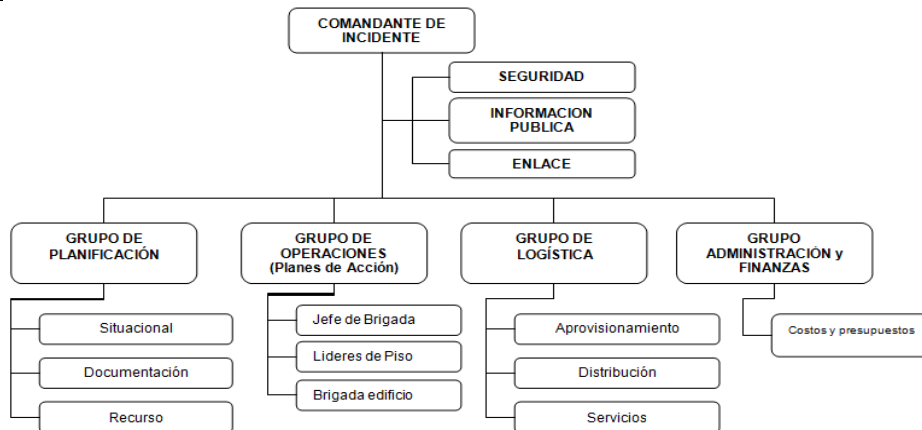 COMANDANTE DE
INCIDENTE
SEGURIDAD
INFORMACION
PUBLICA
ENLACE
GRUPO DE
PLANIFICACIÓN
Situacional
Documentación
Recurso
GRUPO DE
OPERACIONES
(Planes de Acción)
Jefe de Brigada
Lideres de Piso
Brigada edificio
GRUPO DE
LOGÍSTICA
Aprovisionamiento
Distribución
Servicios
GRUPO
ADMINISTRACIÓN y
FINANZAS
Costos y presupuestos